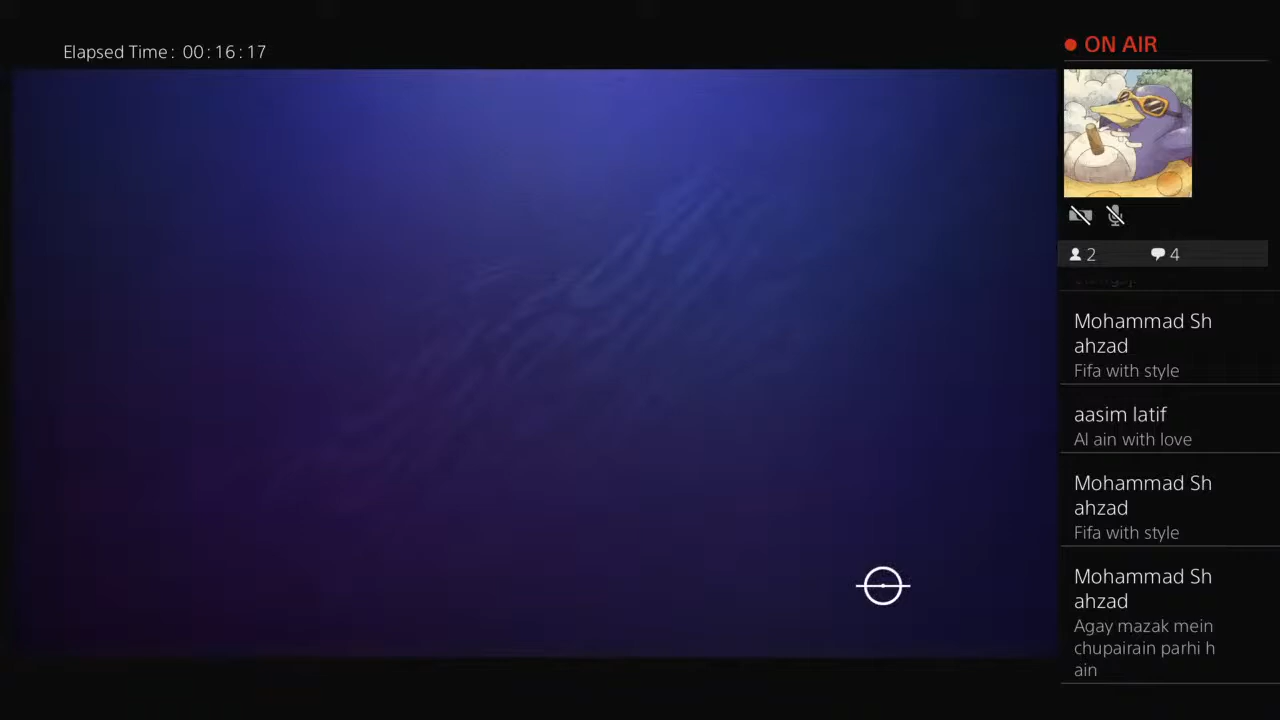 Elapsed Time: 00:16:17
ON AIR
2 4
Mohammad Sh
ahzad
Fifa with style
aasim latif
Al ain with love
Mohammad Sh
ahzad
Fifa with style
Mohammad Sh
ahzad
Agay mazak mein
chupairain parhi h
ain